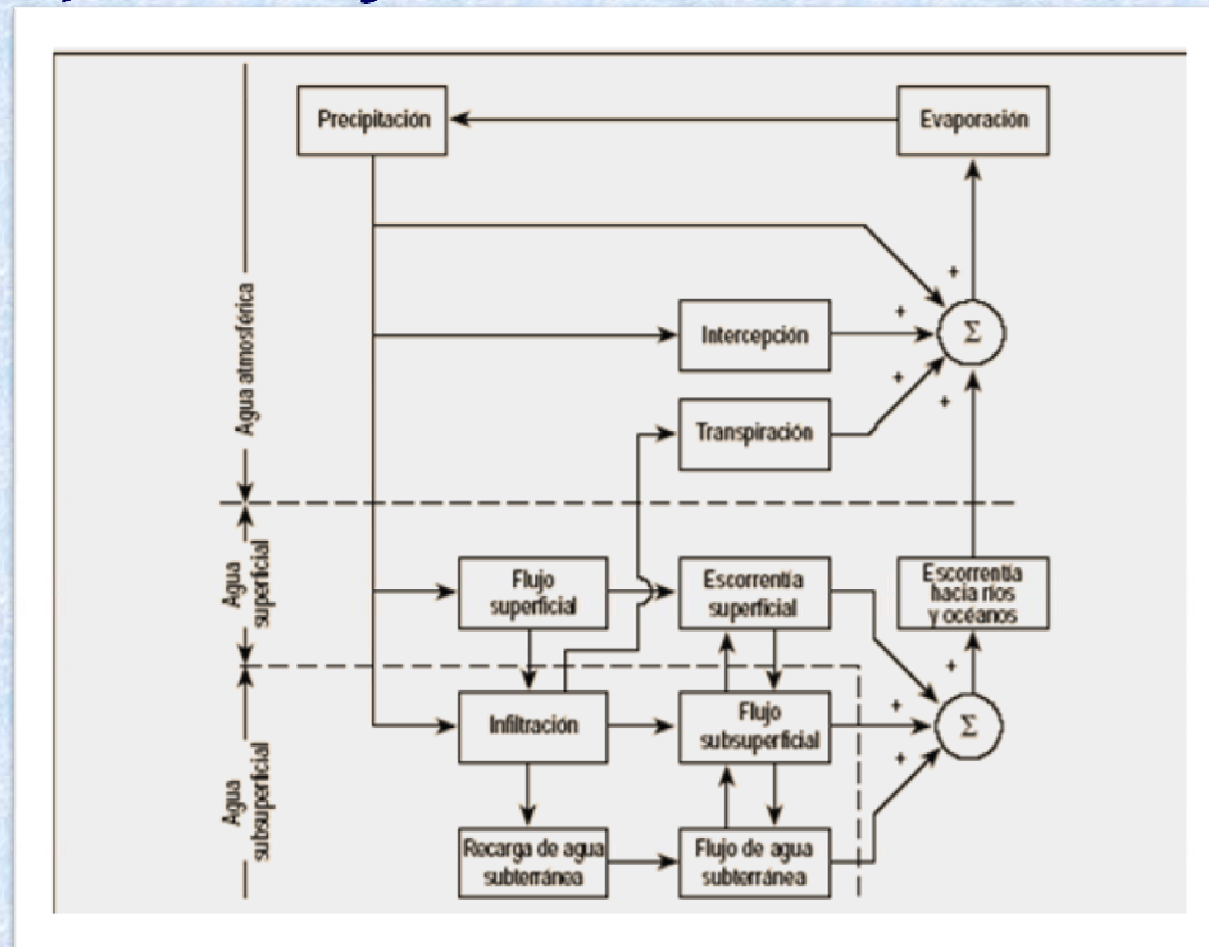 Precipitación
Evaporación
Agua atmosférica
+
+
Σ
Intercepción
+
+
Transpiración
Agua
superficial
Flujo
superficial
Escorrentía
superficial
Escorrentía
hacia ríos
y océanos
+
Agua
subsuperficial
Infiltración
Flujo
subsuperficial
+
Σ
+
Recarga de agua
subterránea
Flujo de agua
subterránea